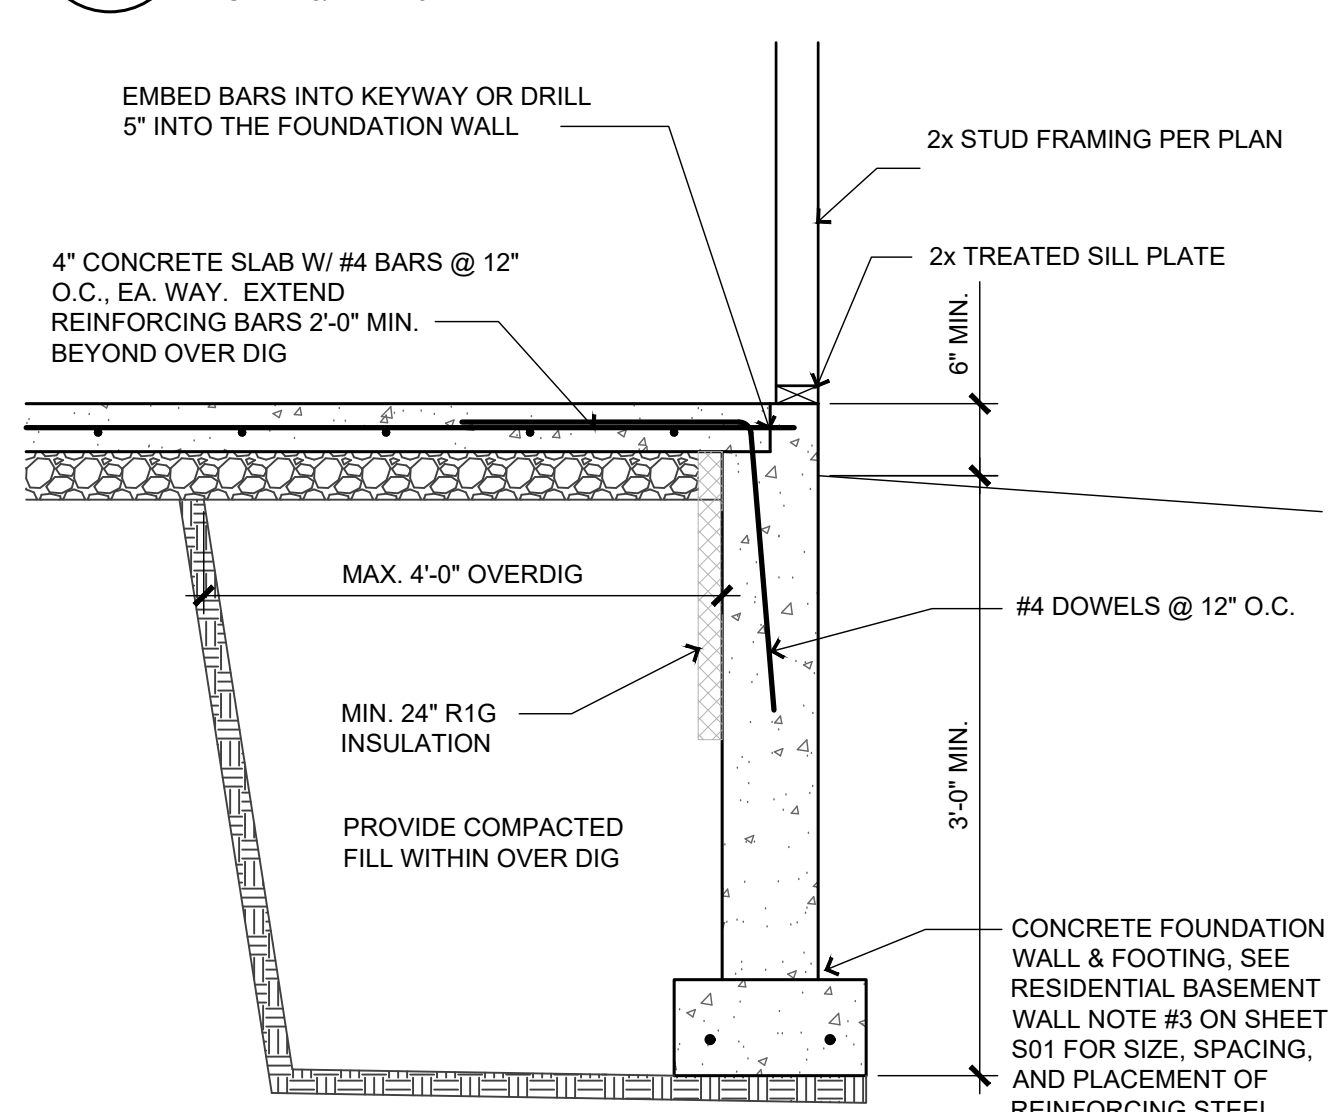 EMBED BARS INTO KEYWAY OR DRILL
5" INTO THE FOUNDATION WALL
2x STUD FRAMING PER PLAN
4" CONCRETE SLAB W/ #4 BARS @ 12"
O.C., EA. WAY. EXTEND
REINFORCING BARS 2'-0" MIN.
BEYOND OVER DIG
2x TREATED SILL PLATE
6" MIN.
MAX. 4'-0" OVERDIG
#4 DOWELS @ 12" O.C.
MIN. 24" R1G
INSULATION
3'-0" MIN.
PROVIDE COMPACTED
FILL WITHIN OVER DIG
CONCRETE FOUNDATION
WALL & FOOTING, SEE
RESIDENTIAL BASEMENT
WALL NOTE #3 ON SHEET
S01 FOR SIZE, SPACING,
AND PLACEMENT OF
REINFORCING STEEL